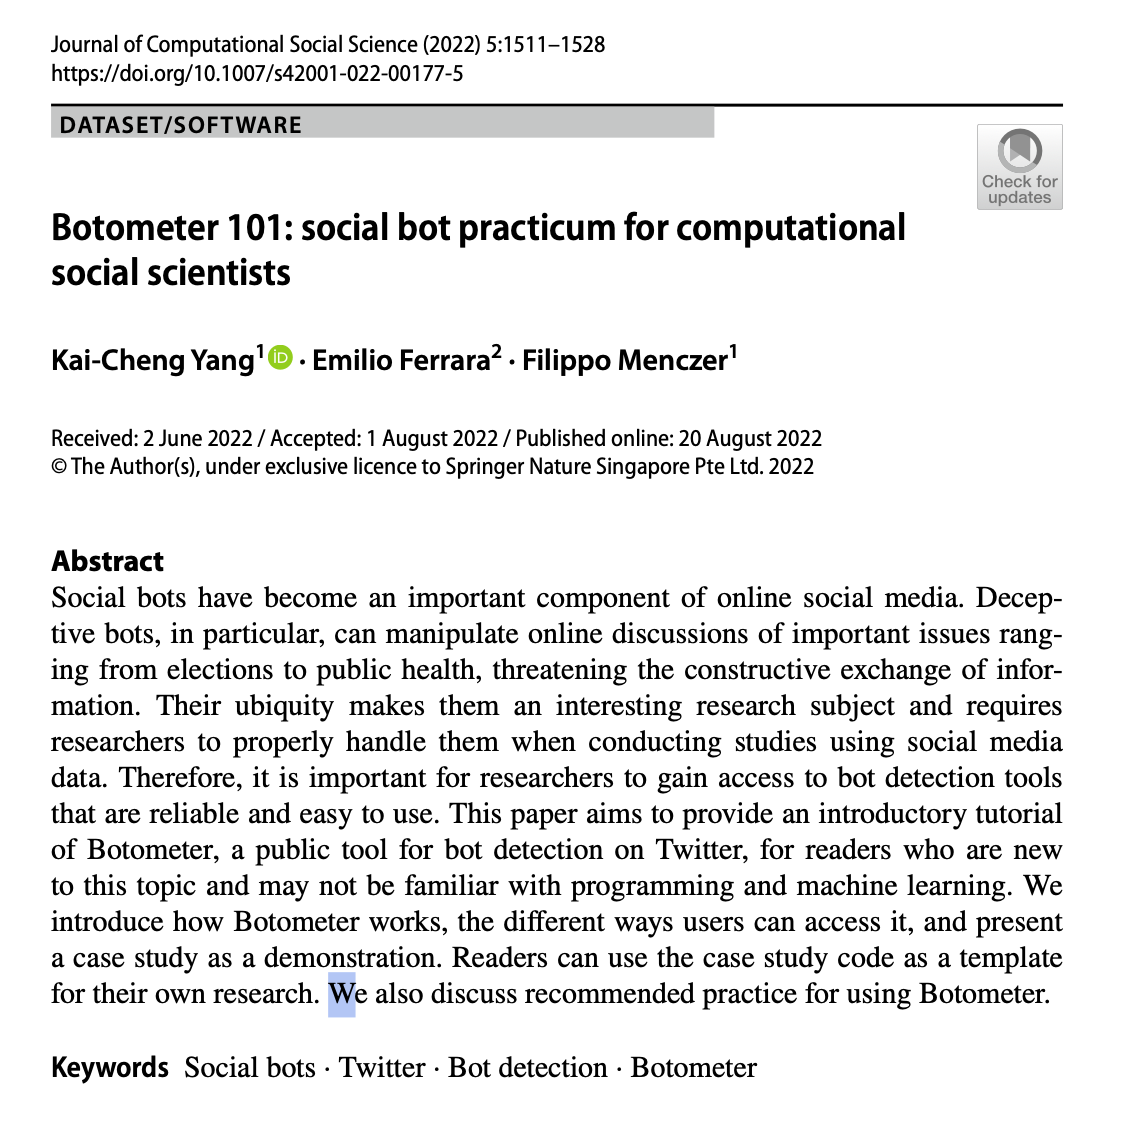 Journal of Computational Social Science (2022) 5:1511–1528
https://doi.org/10.1007/s42001-022-00177-5
DATASET/SOFTWARE
Check for
updates
Botometer 101: social bot practicum for computational
social scientists
Kai-Cheng Yang1 iD · Emilio Ferrara2 · Filippo Menczer1
Received: 2 June 2022 / Accepted: 1 August 2022 / Published online: 20 August 2022
© The Author(s), under exclusive licence to Springer Nature Singapore Pte Ltd. 2022
Abstract
Social bots have become an important component of online social media. Decep-
tive bots, in particular, can manipulate online discussions of important issues rang-
ing from elections to public health, threatening the constructive exchange of infor-
mation. Their ubiquity makes them an interesting research subject and requires
researchers to properly handle them when conducting studies using social media
data. Therefore, it is important for researchers to gain access to bot detection tools
that are reliable and easy to use. This paper aims to provide an introductory tutorial
of Botometer, a public tool for bot detection on Twitter, for readers who are new
to this topic and may not be familiar with programming and machine learning. We
introduce how Botometer works, the different ways users can access it, and present
a case study as a demonstration. Readers can use the case study code as a template
for their own research. We also discuss recommended practice for using Botometer.
Keywords Social bots · Twitter · Bot detection · Botometer